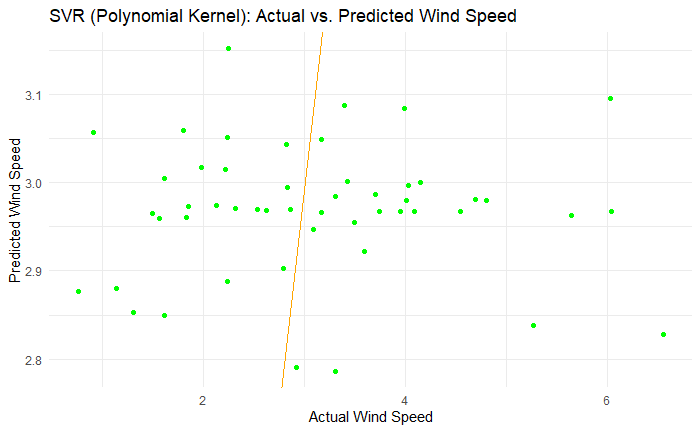 SVR (Polynomial Kernel): Actual vs. Predicted Wind Speed
Predicted Wind Speed
3.1
3.0
2.9
2.8
2
4
6
Actual Wind Speed